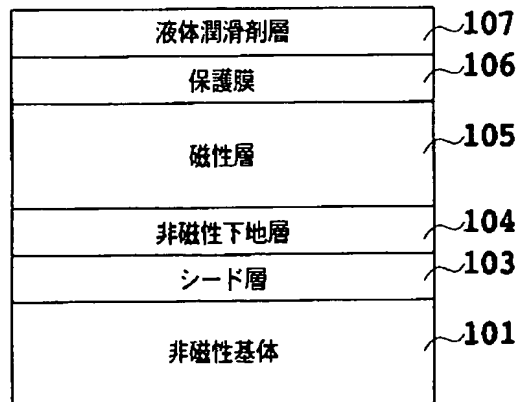 液体潤滑剤層 107
保護膜 106
磁性層 105
非磁性下地層 104
シード層 103
非磁性基体 101